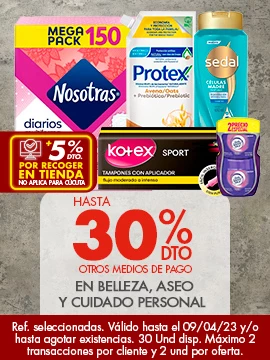 MEGA
PACK 150
Nosotras
diarios
Protex
Avena/Oats
+ Prebiótico/Prebiotic
sedal
CÉLULAS
MADRE
+5%
DTO.
POR RECOGER
EN TIENDA
NO APLICA PARA CÚCUTA
kotex SPORT
TAMPONES CON APLICADOR
flujo moderado a intenso
HASTA
30%
DTO
OTROS MEDIOS DE PAGO
EN BELLEZA, ASEO
Y CUIDADO PERSONAL
Ref. seleccionadas. Válido hasta el 09/04/23 y/o
hasta agotar existencias. 30 Und disp. Máximo 2
transacciones por cliente y 2 und por oferta.